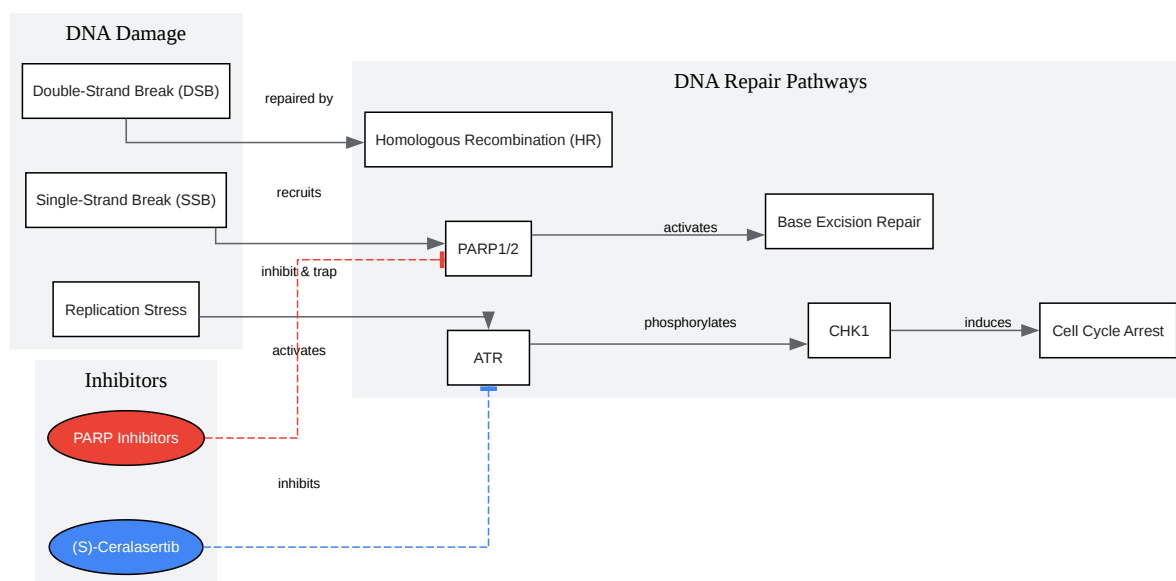 DNA Damage
Double-Strand Break (DSB)
Single-Strand Break (SSB)
Replication Stress
repaired by
recruits
inhibit & trap
activates
inhibits
DNA Repair Pathways
Homologous Recombination (HR)
PARP1/2
activates
Base Excision Repair
ATR
phosphorylates
CHK1
induces
Cell Cycle Arrest
Inhibitors
PARP Inhibitors
(S)-Ceralasertib